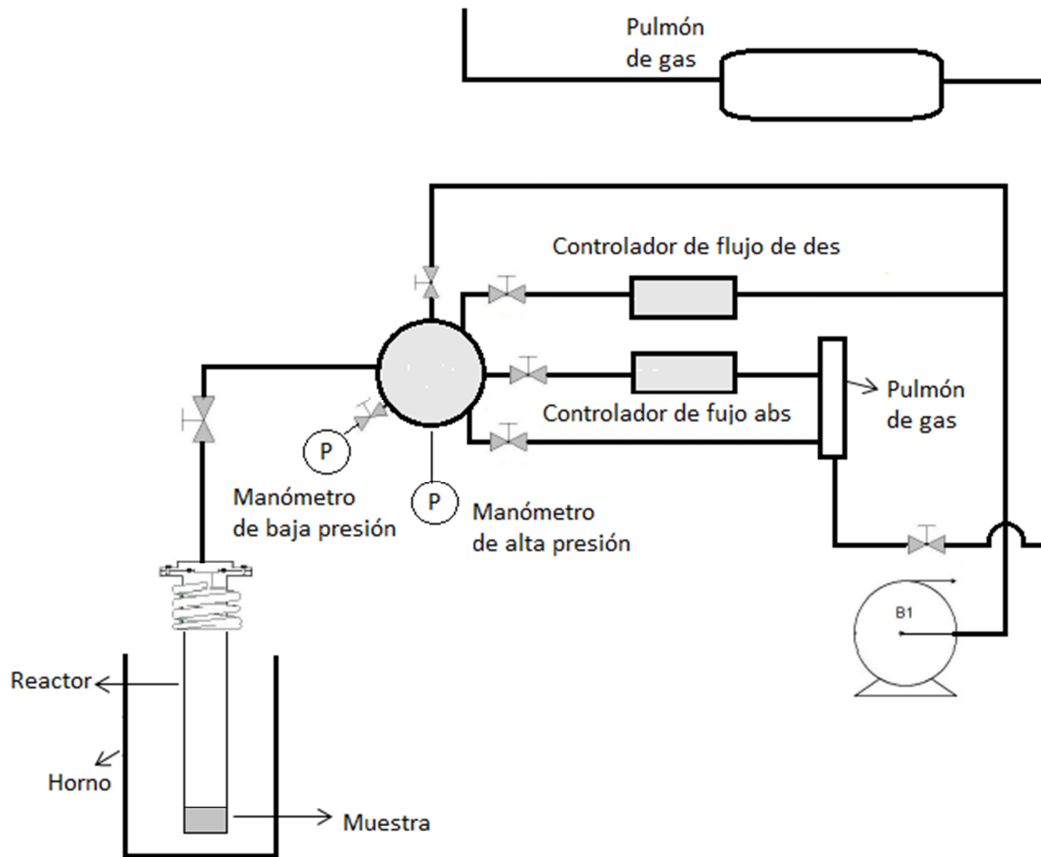 Pulmón
de gas
Controlador de flujo de des
Controlador de fujo abs
Pulmón
de gas
P
Manómetro
de baja presión
P
Manómetro
de alta presión
B1
Reactor
Horno
Muestra